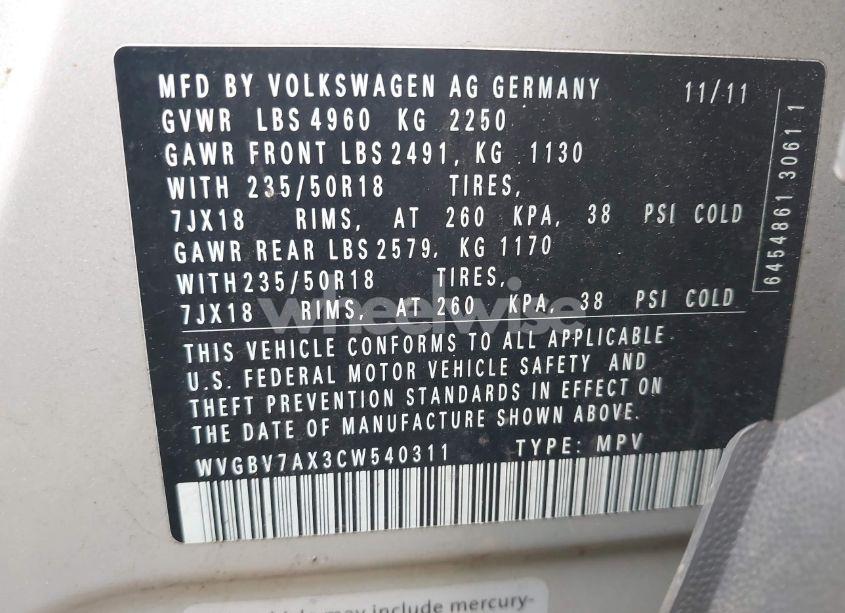 MFD BY VOLKSWAGEN AG GERMANY 11/11
GVWR LBS 4960 KG 2250
GAWR FRONT LBS 2491, KG 1130
WITH 235/50R18 TIRES,
7JX18 RIMS, AT 260 KPA, 38 PSI COLD
GAWR REAR LBS 2579, KG 1170
WITH 235/50R18 TIRES,
7JX18 RIMS, AT 260 KPA, 38 PSI COLD
THIS VEHICLE CONFORMS TO ALL APPLICABLE
U.S. FEDERAL MOTOR VEHICLE SAFETY AND
THEFT PREVENTION STANDARDS IN EFFECT ON
THE DATE OF MANUFACTURE SHOWN ABOVE.
WVGBV7AX3CW540311 TYPE: MPV
6454861 3061 1
wheelwise
may include mercury-